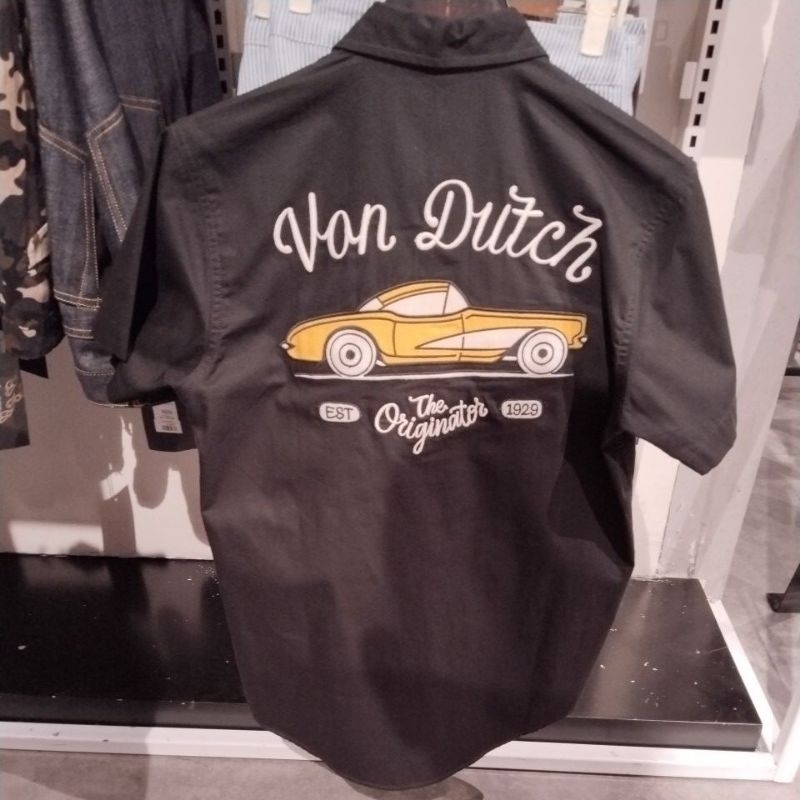 Von Dutch
EST
The
Originator
1929